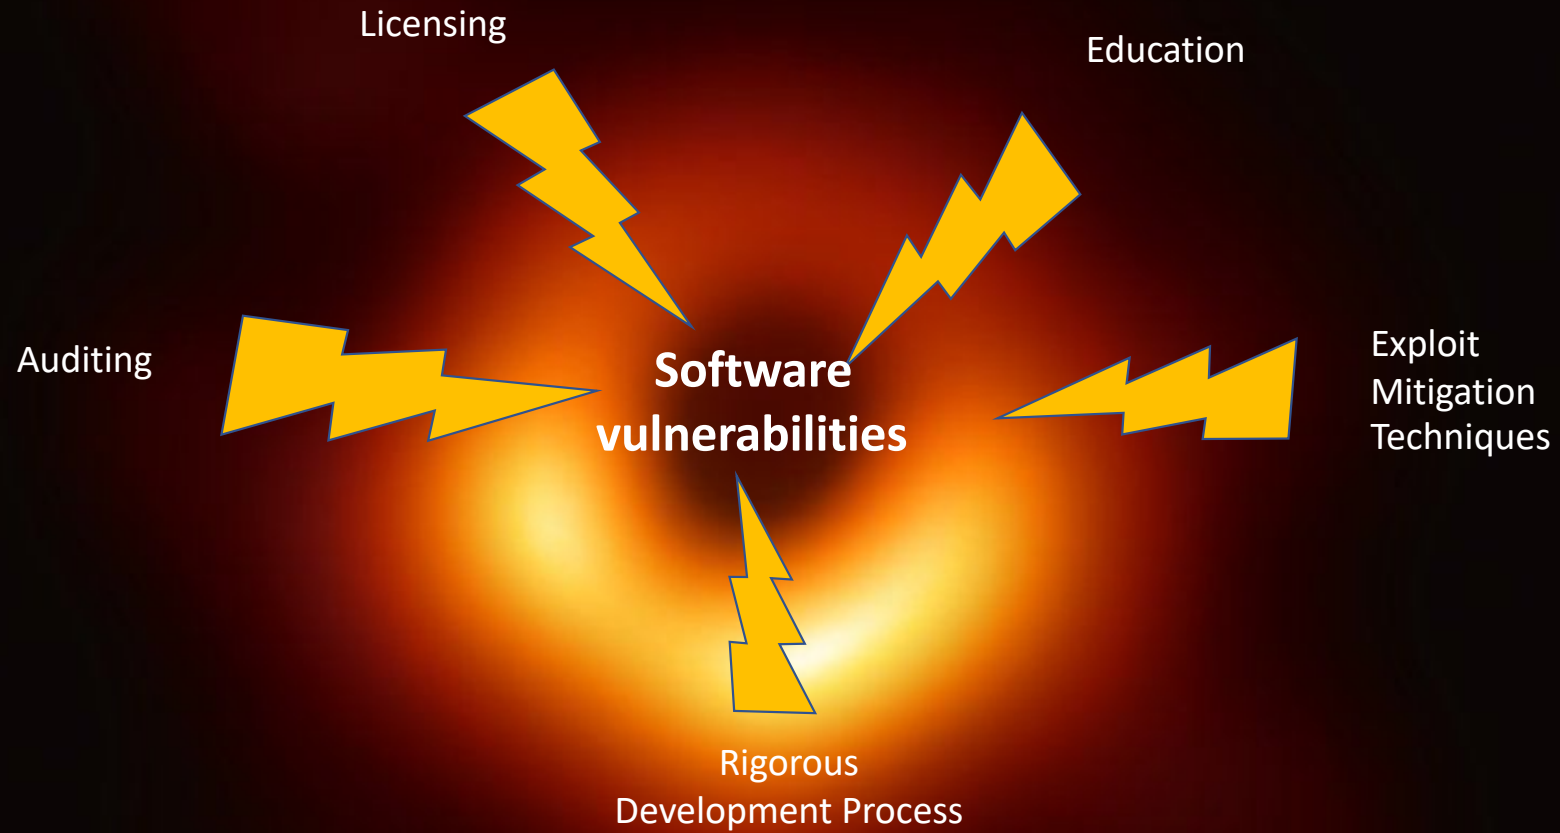 Licensing
Education
Auditing
Software
vulnerabilities
Exploit
Mitigation
Techniques
Rigorous
Development Process